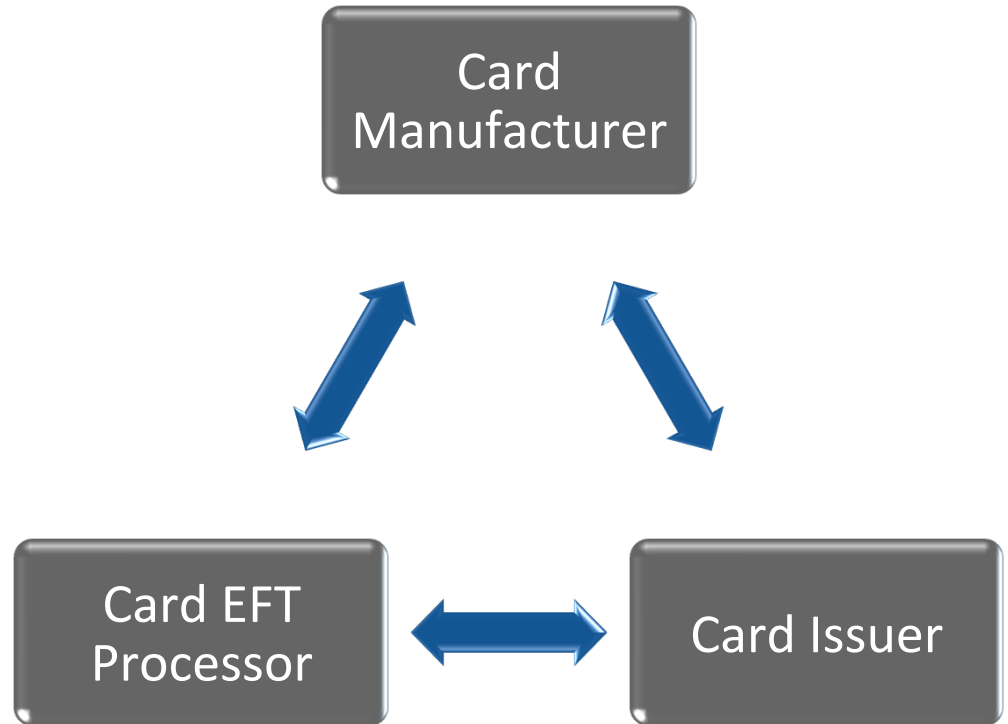 Card
Manufacturer
Card EFT
Processor
Card Issuer